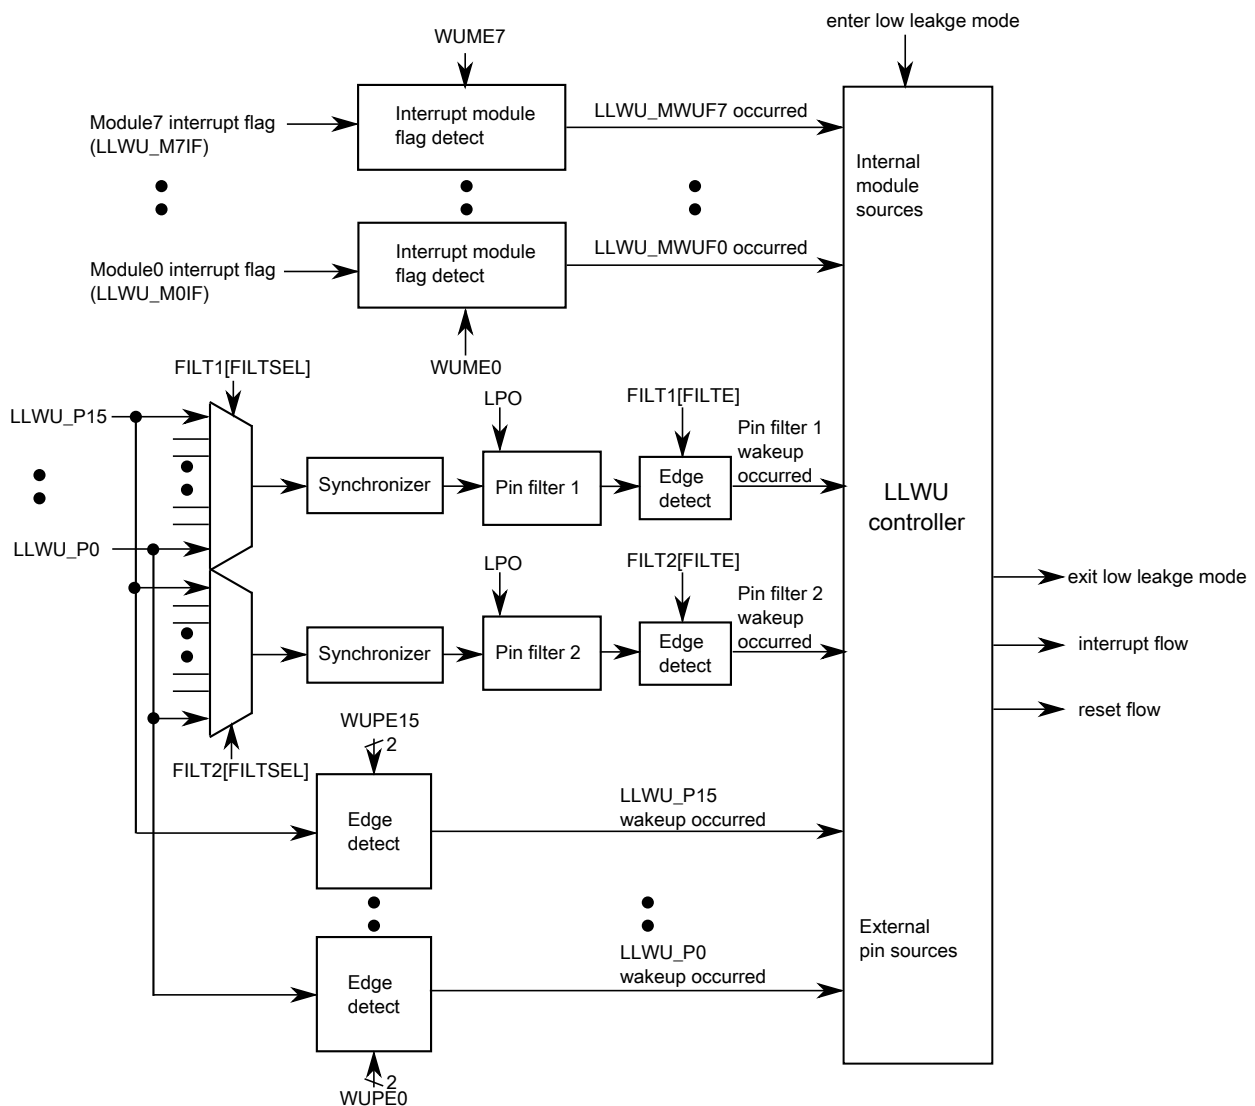 enter low leakge mode
WUME7
Interrupt module
flag detect
LLWU_MWUF7 occurred
Module7 interrupt flag
(LLWU_M7IF)
Internal
module
sources
Interrupt module
flag detect
LLWU_MWUF0 occurred
Module0 interrupt flag
(LLWU_M0IF)
WUME0
FILT1[FILTSEL]
LPO
FILT1[FILTE]
LLWU_P15
Pin filter 1
wakeup
occurred
Synchronizer
Pin filter 1
Edge
detect
LLWU
controller
LLWU_P0
LPO
FILT2[FILTE]
Pin filter 2
wakeup
occurred
exit low leakge mode
Synchronizer
Pin filter 2
Edge
detect
interrupt flow
reset flow
WUPE15
2
FILT2[FILTSEL]
Edge
detect
LLWU_P15
wakeup occurred
External
pin sources
LLWU_P0
wakeup occurred
Edge
detect
2
WUPE0